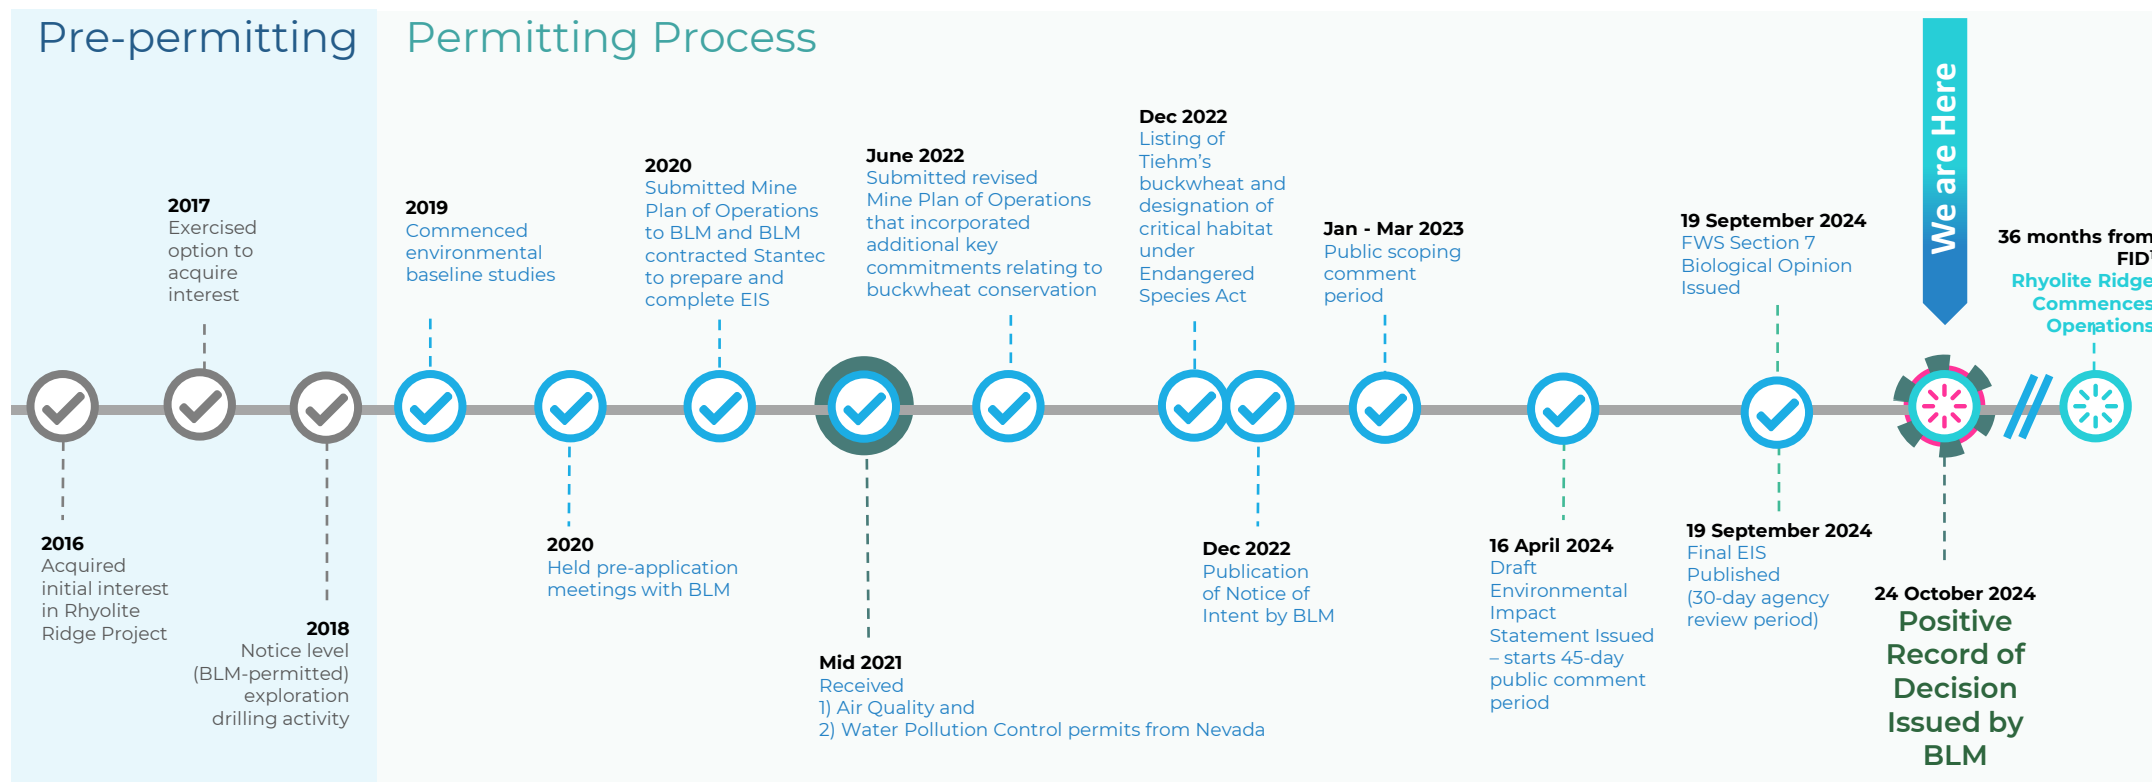 Pre-permitting
Permitting Process
We are Here
2016
Acquired
initial interest
in Rhyolite
Ridge Project
2017
Exercised
option to
acquire
interest
2018
Notice level
(BLM-permitted)
exploration
drilling activity
2019
Commenced
environmental
baseline studies
2020
Held pre-application
meetings with BLM
2020
Submitted Mine
Plan of Operations
to BLM and BLM
contracted Stantec
to prepare and
complete EIS
Mid 2021
Received
1) Air Quality and
2) Water Pollution Control permits from Nevada
June 2022
Submitted revised
Mine Plan of Operations
that incorporated
additional key
commitments relating to
buckwheat conservation
Dec 2022
Listing of
Tiehm's
buckwheat and
designation of
critical habitat
under
Endangered
Species Act
Dec 2022
Publication
of Notice of
Intent by BLM
Jan - Mar 2023
Public scoping
comment
period
16 April 2024
Draft
Environmental
Impact
Statement Issued
– starts 45-day
public comment
period
19 September 2024
FWS Section 7
Biological Opinion
Issued
19 September 2024
Final EIS
Published
(30-day agency
review period)
24 October 2024
Positive
Record of
Decision
Issued by
BLM
36 months from
FID¹
Rhyolite Ridge
Commences
Operations